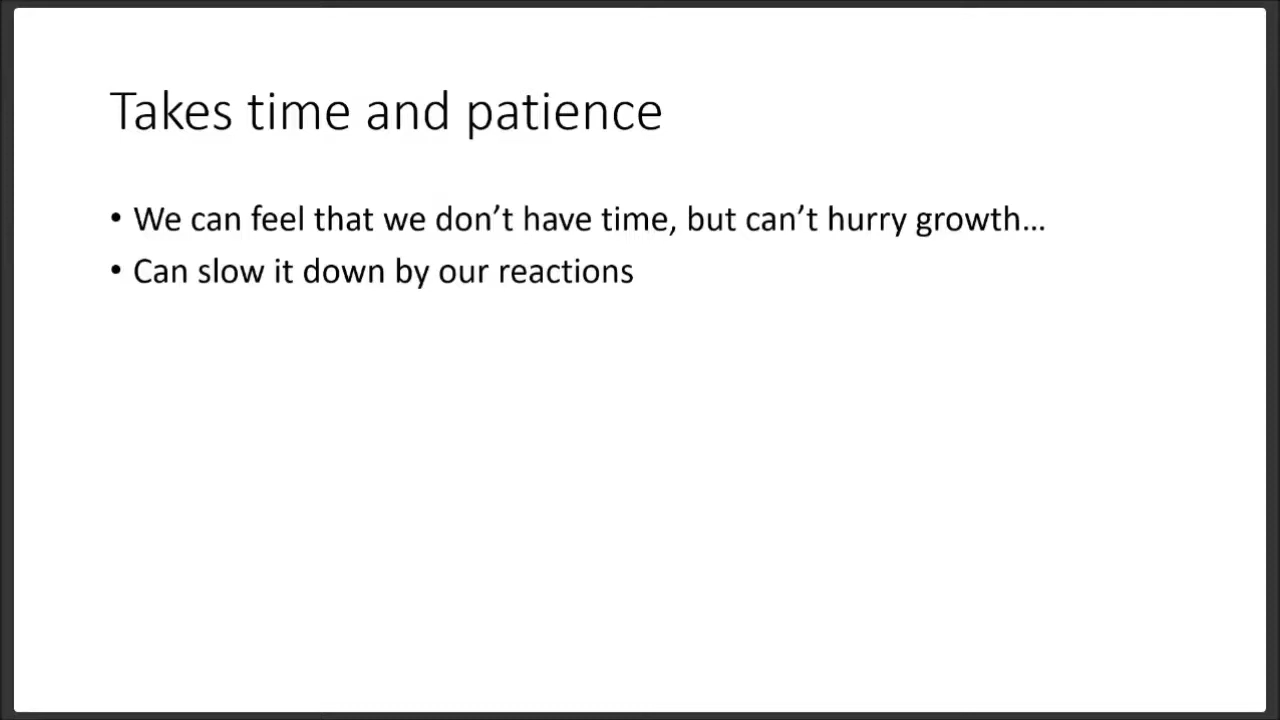 Takes time and patience
• We can feel that we don’t have time, but can’t hurry growth…
• Can slow it down by our reactions